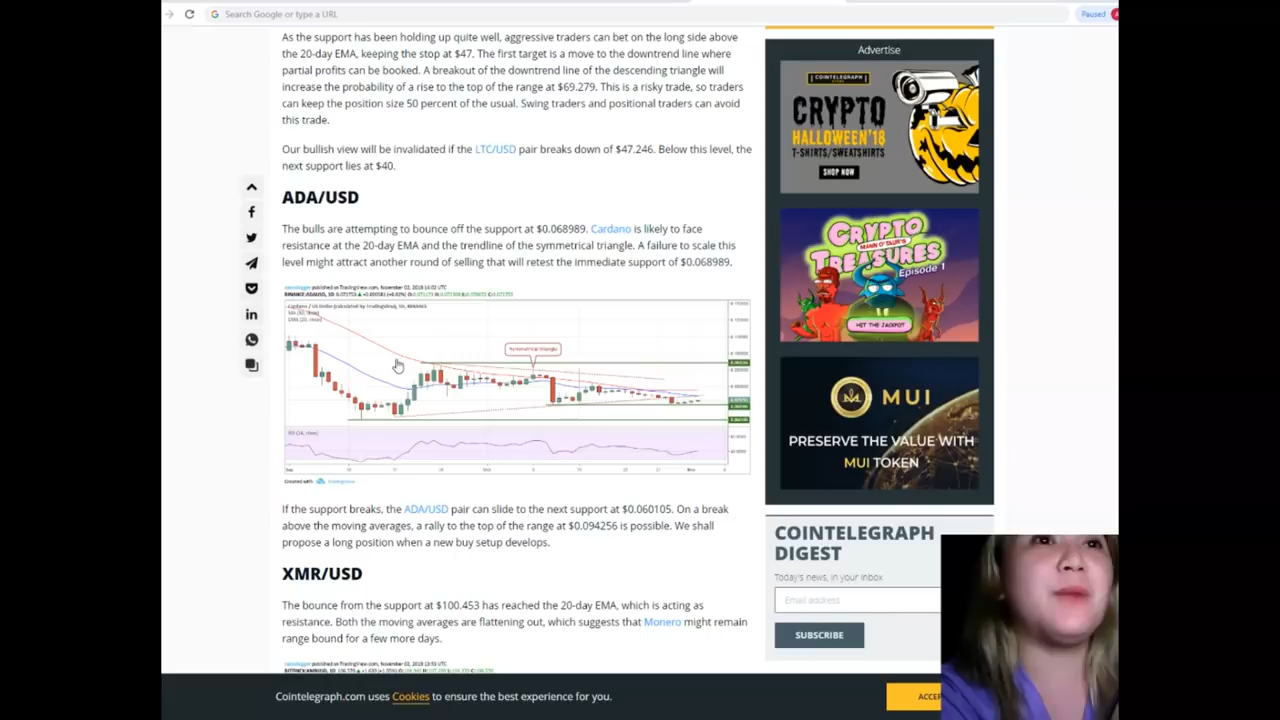 Search Google or type a URL
Paused
As the support has been holding up quite well, aggressive traders can bet on the long side above
the 20-day EMA, keeping the stop at $47. The first target is a move to the downtrend line where
partial profits can be booked. A breakout of the downtrend line of the descending triangle will
increase the probability of a rise to the top of the range at $69.279. This is a risky trade, so traders
can keep the position size 50 percent of the usual. Swing traders and positional traders can avoid
this trade.
Our bullish view will be invalidated if the LTC/USD pair breaks down of $47.246. Below this level, the
next support lies at $40.
ADA/USD
The bulls are attempting to bounce off the support at $0.068989. Cardano is likely to face
resistance at the 20-day EMA and the trendline of the symmetrical triangle. A failure to scale this
level might attract another round of selling that will retest the immediate support of $0.068989.
Symmetrical triangle
Created with
If the support breaks, the ADA/USD pair can slide to the next support at $0.060105. On a break
above the moving averages, a rally to the top of the range at $0.094256 is possible. We shall
propose a long position when a new buy setup develops.
XMR/USD
The bounce from the support at $100.453 has reached the 20-day EMA, which is acting as
resistance. Both the moving averages are flattening out, which suggests that Monero might remain
range bound for a few more days.
Advertise
COINTELEGRAPH
CRYPTO
HALLOWEEN'18
T-SHIRTS/SWEATSHIRTS
SHOP NOW
CRYPTO
MANN O'TAUR'S
TREASURES
Episode 1
HIT THE JACKPOT
MUI
PRESERVE THE VALUE WITH
MUI TOKEN
COINTELEGRAPH
DIGEST
Today's news, in your inbox
Email address
SUBSCRIBE
Cointelegraph.com uses Cookies to ensure the best experience for you.